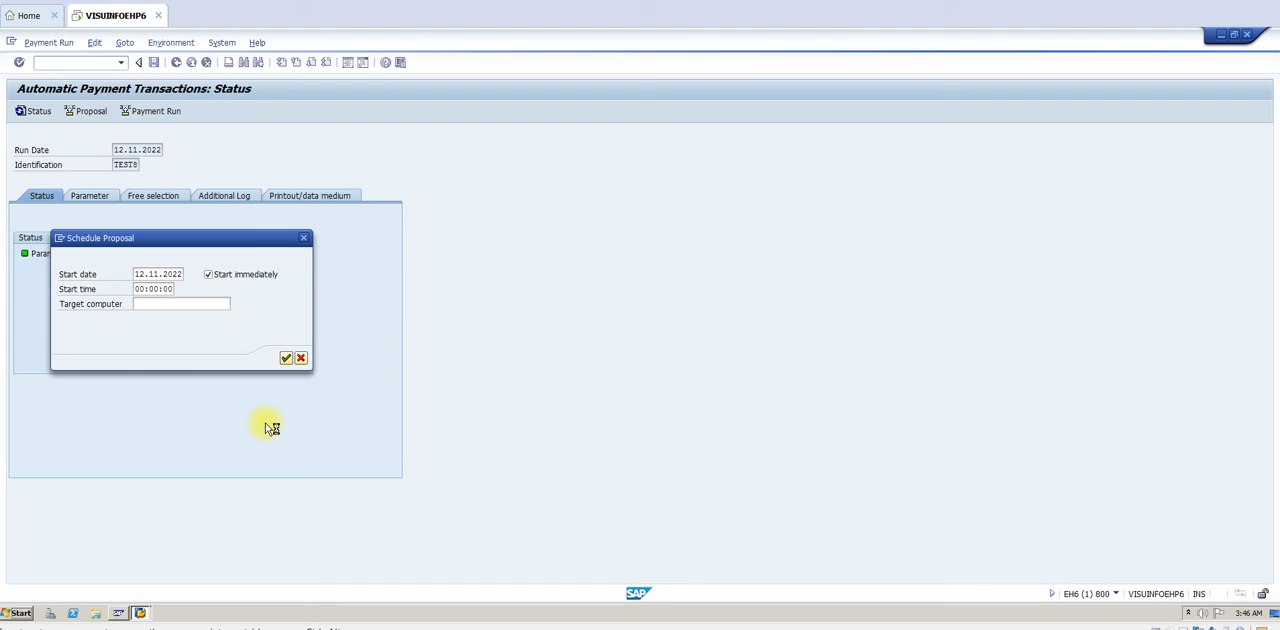 Home
VISUINFOEHP6
Payment Run Edit Goto Environment System Help
Automatic Payment Transactions: Status
Status Proposal Payment Run
Run Date 12.11.2022
Identification TEST8
Status Parameter Free selection Additional Log Printout/data medium
Status
Para
Schedule Proposal
Start date 12.11.2022 Start immediately
Start time 00:00:00
Target computer
SAP
EH6 (1) 800 VISUINFOEHP6 INS
Start 3:46 AM